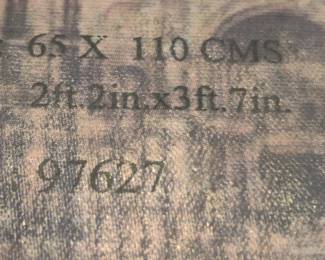 65 X 110 CMS
2ft.2in.x3ft.7in.
97627